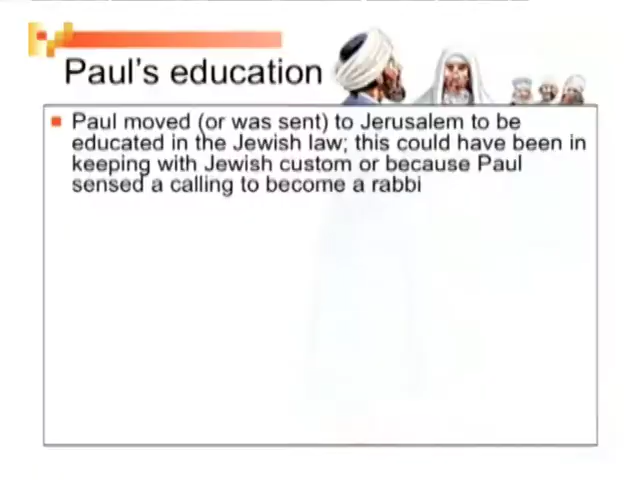 Paul's education
Paul moved (or was sent) to Jerusalem to be
educated in the Jewish law; this could have been in
keeping with Jewish custom or because Paul
sensed a calling to become a rabbi